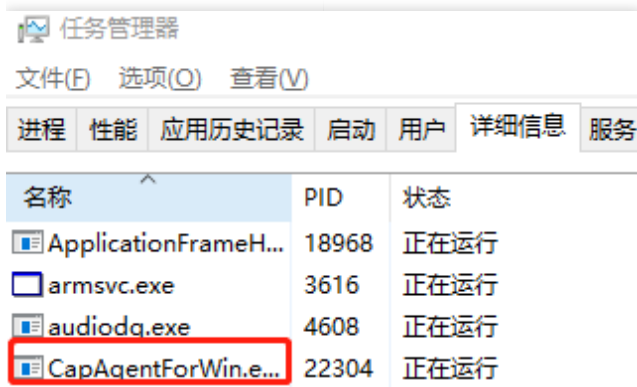 任务管理器
文件(F) 选项(O) 查看(V)
进程 性能 应用历史记录 启动 用户 详细信息 服务
名称 PID 状态
ApplicationFrameH... 18968 正在运行
armsvc.exe 3616 正在运行
audiodg.exe 4608 正在运行
CapAgentForWin.e... 22304 正在运行